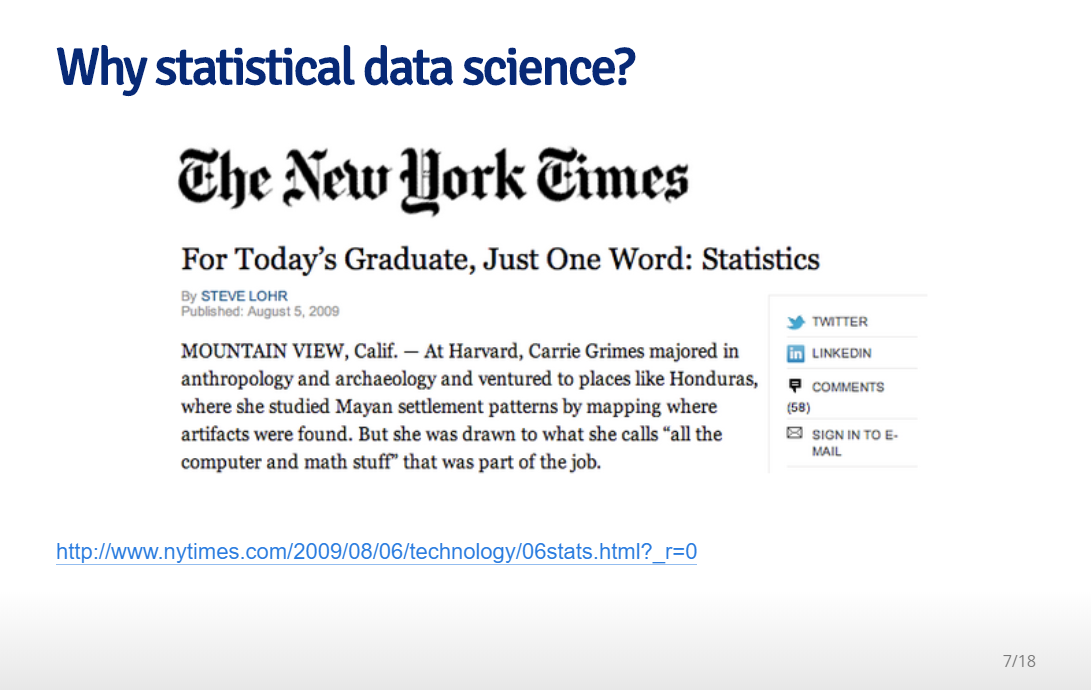 Why statistical data science?
The New York Times
For Today's Graduate, Just One Word: Statistics
By STEVE LOHR
Published: August 5, 2009
MOUNTAIN VIEW, Calif. — At Harvard, Carrie Grimes majored in
anthropology and archaeology and ventured to places like Honduras,
where she studied Mayan settlement patterns by mapping where
artifacts were found. But she was drawn to what she calls “all the
computer and math stuff” that was part of the job.
TWITTER
LINKEDIN
COMMENTS
(58)
SIGN IN TO E-
MAIL
http://www.nytimes.com/2009/08/06/technology/06stats.html?_r=0
7/18